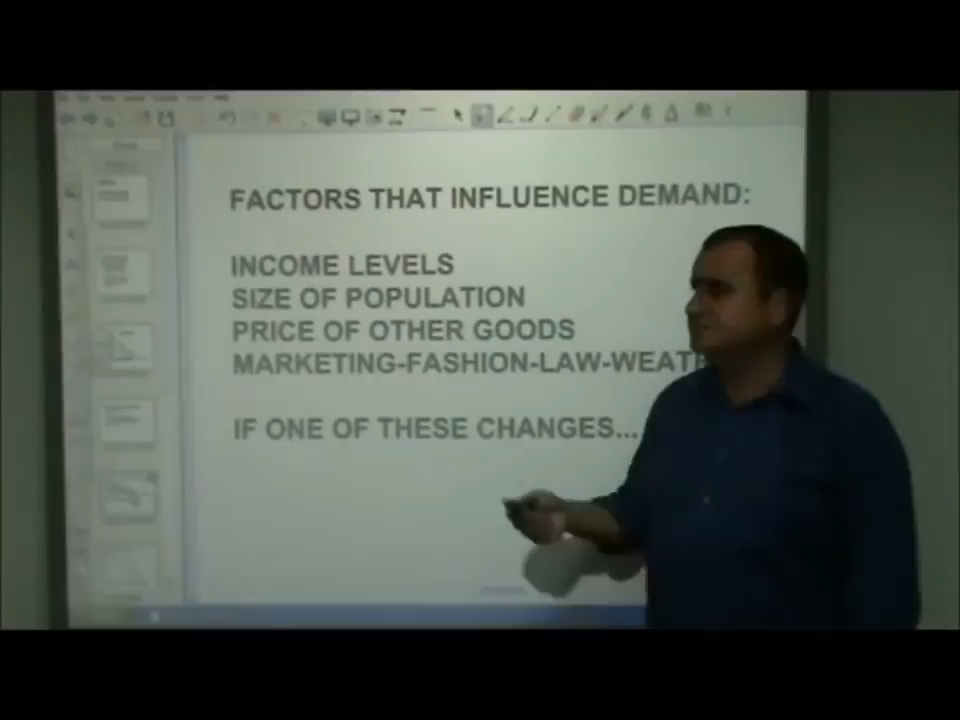 FACTORS THAT INFLUENCE DEMAND:
INCOME LEVELS
SIZE OF POPULATION
PRICE OF OTHER GOODS
MARKETING-FASHION-LAW-WEATH
IF ONE OF THESE CHANGES...